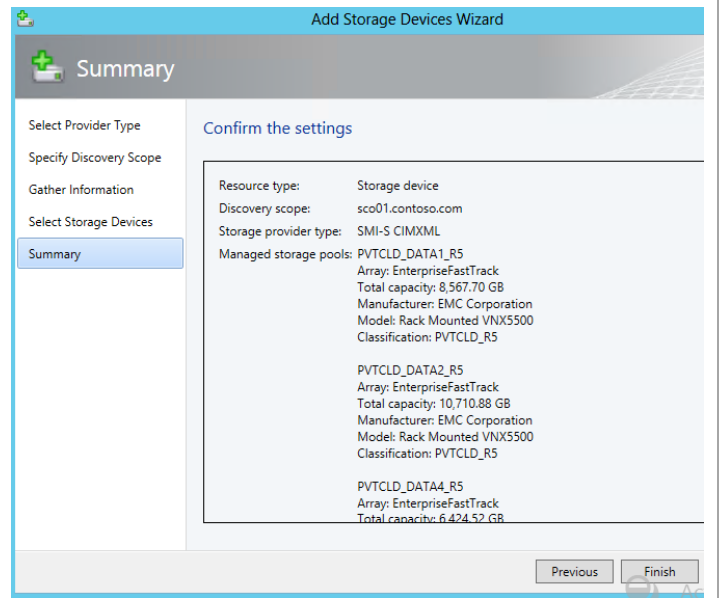 Add Storage Devices Wizard
Summary
Select Provider Type
Specify Discovery Scope
Gather Information
Select Storage Devices
Summary
Confirm the settings
Resource type: Storage device
Discovery scope: sco01.contoso.com
Storage provider type: SMI-S CIMXML
Managed storage pools: PVTCLD_DATA1_R5
Array: EnterpriseFastTrack
Total capacity: 8,567.70 GB
Manufacturer: EMC Corporation
Model: Rack Mounted VNX5500
Classification: PVTCLD_R5
PVTCLD_DATA2_R5
Array: EnterpriseFastTrack
Total capacity: 10,710.88 GB
Manufacturer: EMC Corporation
Model: Rack Mounted VNX5500
Classification: PVTCLD_R5
PVTCLD_DATA4_R5
Array: EnterpriseFastTrack
Total capacity: 6,424.52 GB
Previous
Finish